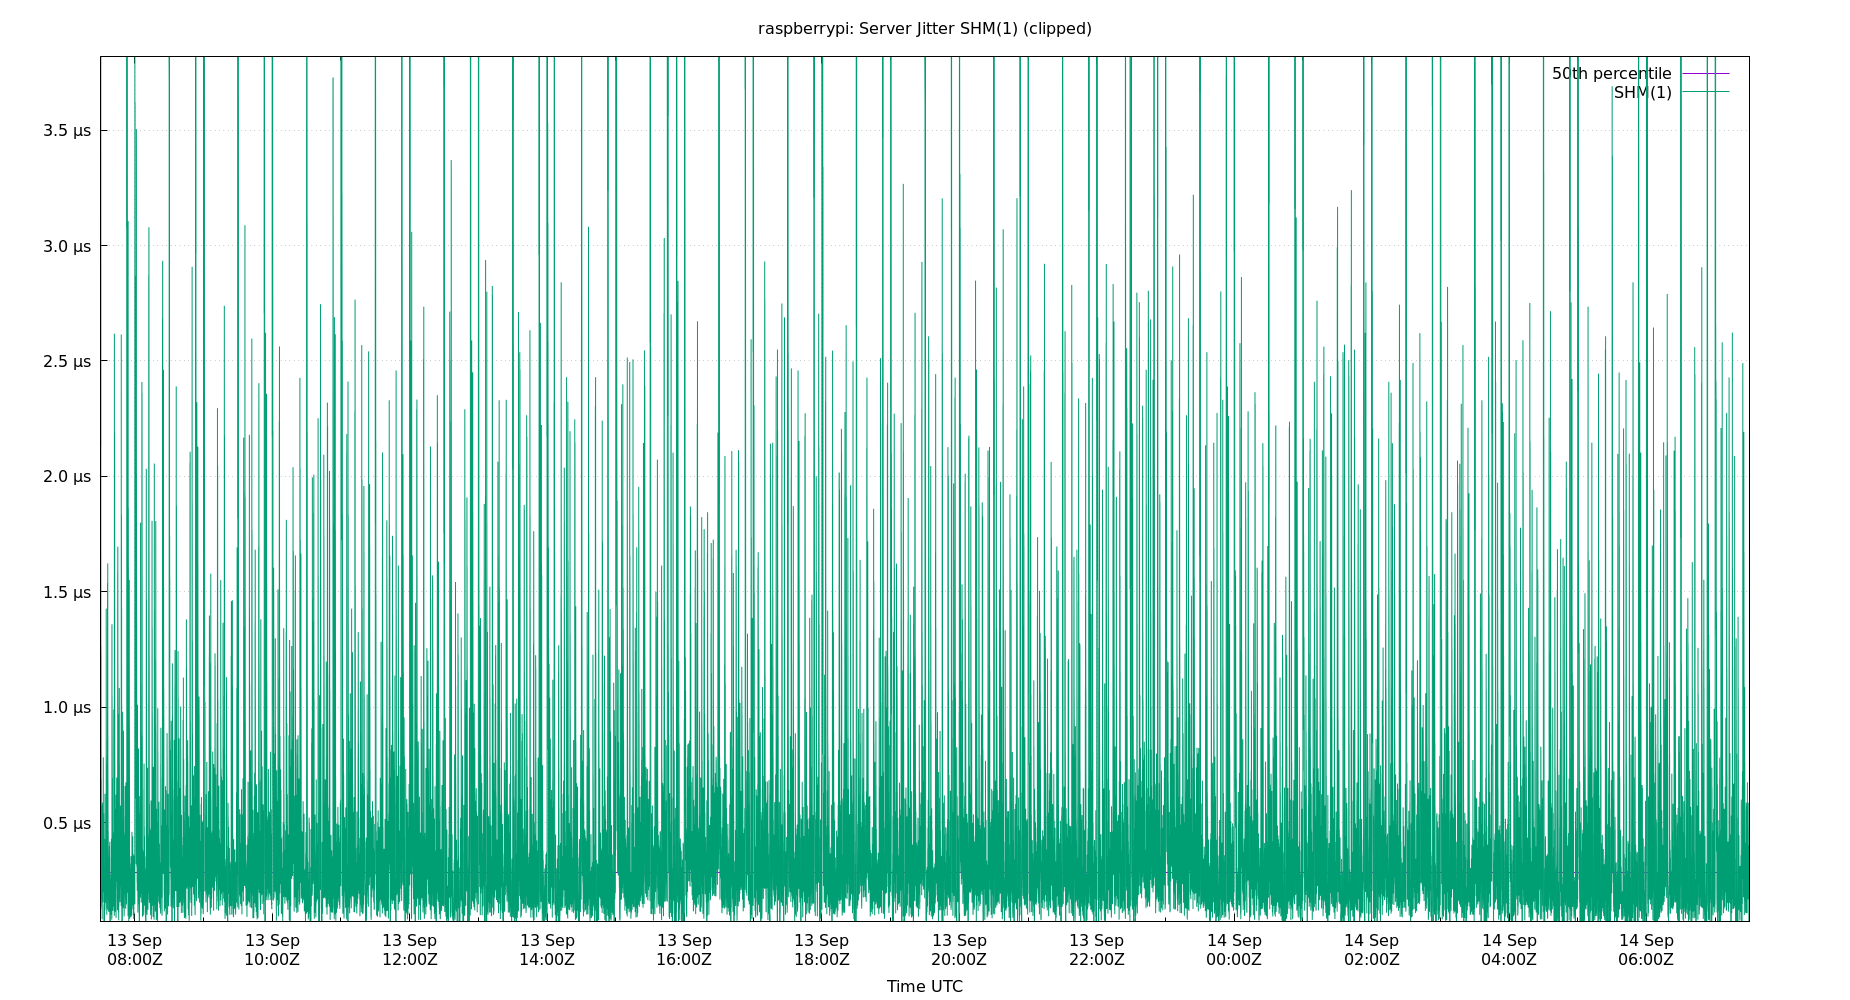 raspberrypi: Server Jitter SHM(1) (clipped)
50th percentile
SHM(1)
3.5 µs
3.0 µs
2.5 µs
2.0 µs
1.5 µs
1.0 µs
0.5 µs
13 Sep 13 Sep 13 Sep 13 Sep 13 Sep 13 Sep 13 Sep 13 Sep 14 Sep 14 Sep 14 Sep 14 Sep
08:00Z 10:00Z 12:00Z 14:00Z 16:00Z 18:00Z 20:00Z 22:00Z 00:00Z 02:00Z 04:00Z 06:00Z
Time UTC